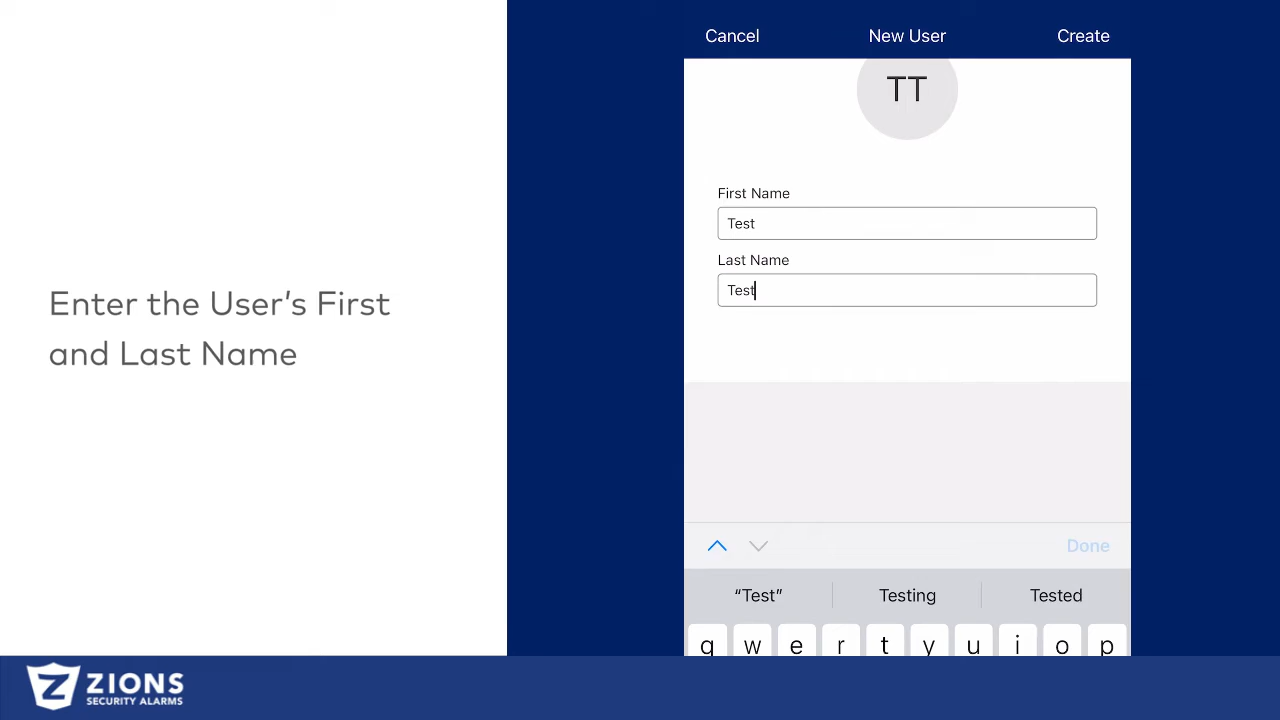 Enter the User’s First
and Last Name
Cancel New User Create
TT
First Name
Test
Last Name
Test
Done
“Test” Testing Tested
q w e r t y u i o p
Z ZIONS
SECURITY ALARMS